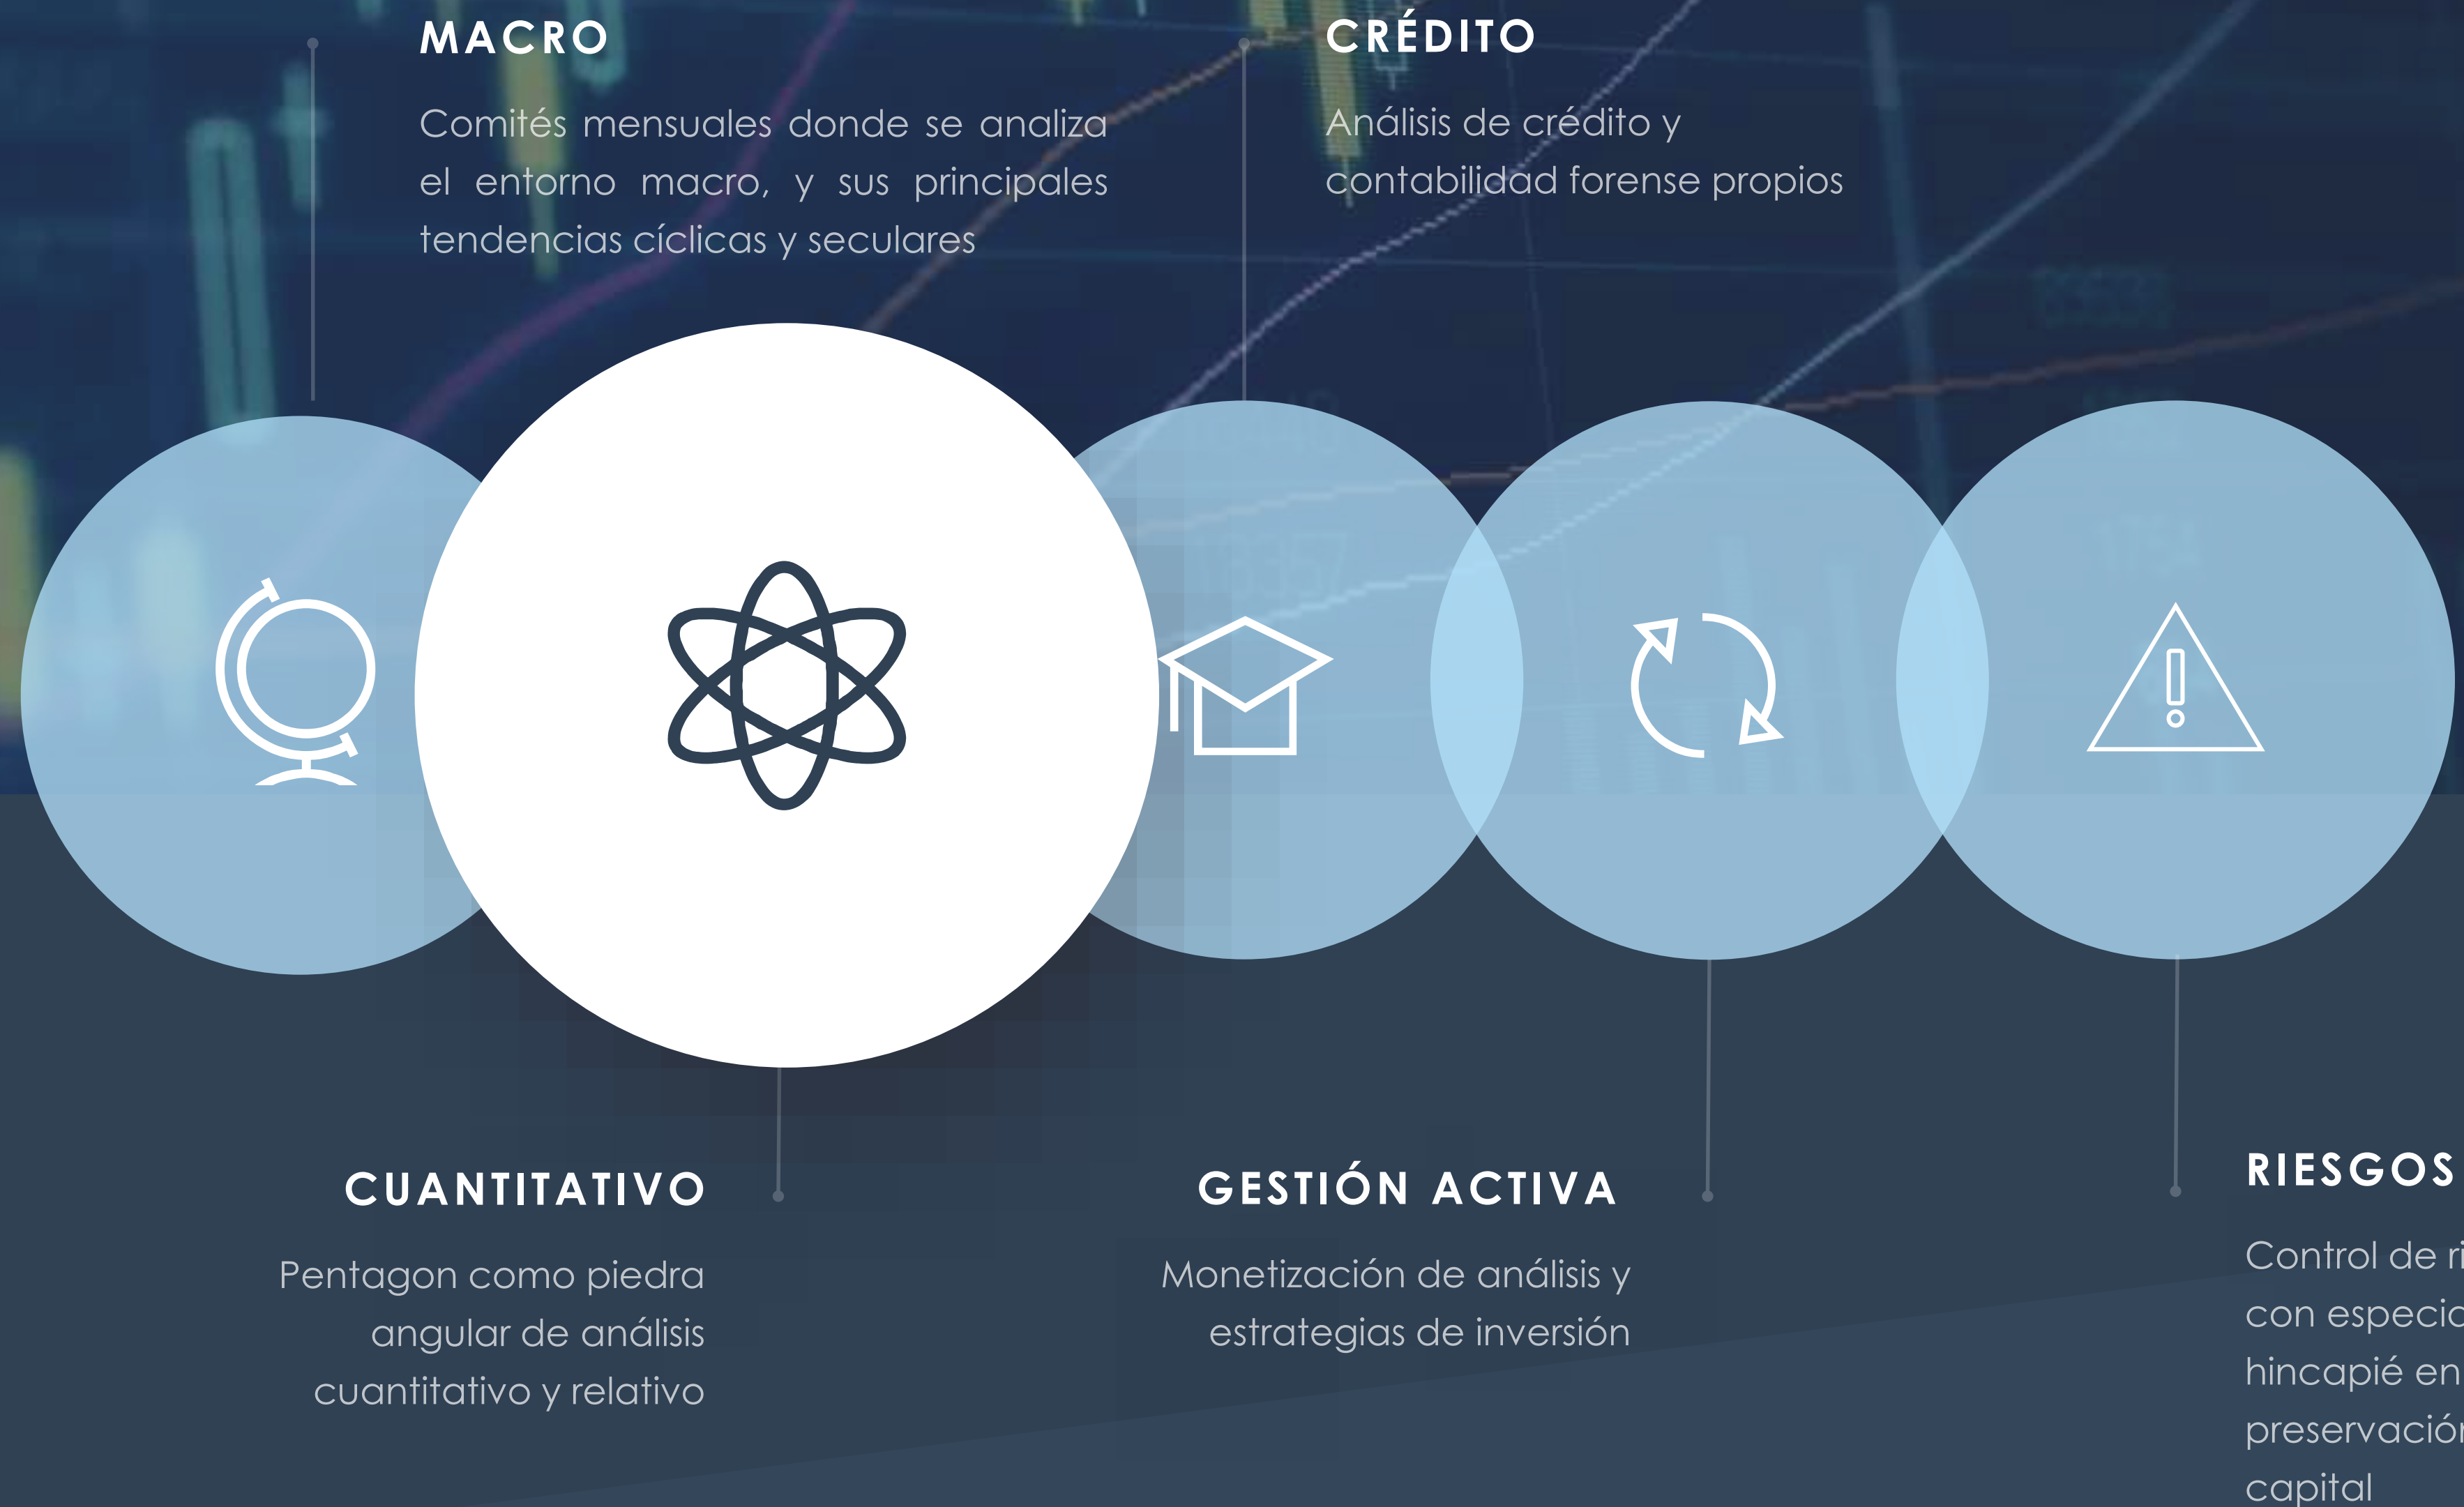 MACRO
Comités mensuales donde se analiza
el entorno macro, y sus principales
tendencias cíclicas y seculares
CRÉDITO
Análisis de crédito y
contabilidad forense propios
CUANTITATIVO
Pentagon como piedra
angular de análisis
cuantitativo y relativo
GESTIÓN ACTIVA
Monetización de análisis y
estrategias de inversión
RIESGOS
Control de
con
hincapié en
capital